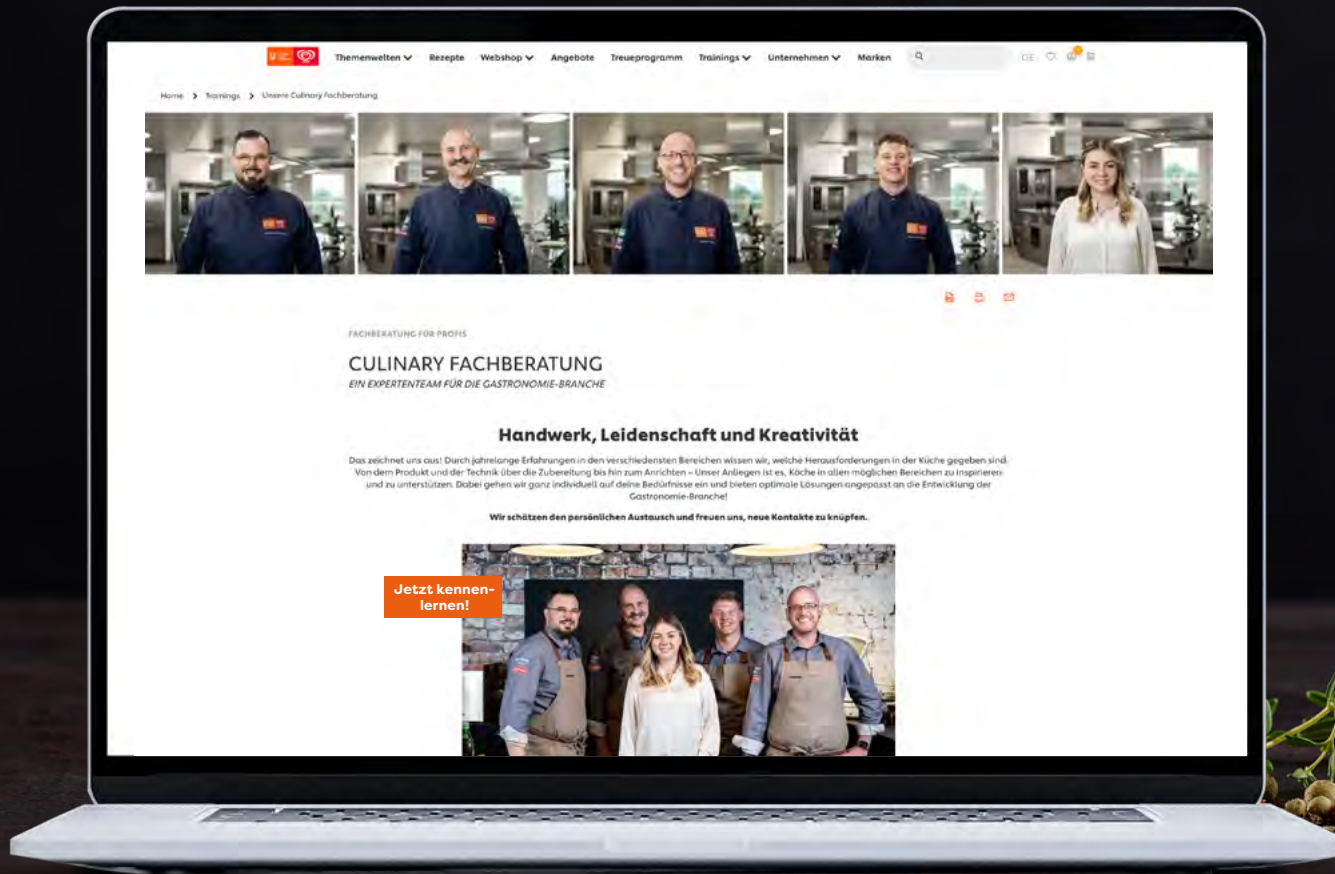 Themenwelten Rezepte Webshop Angebote Treueprogramm Trainings Unternehmen Marken
DE
Home > Trainings > Unsere Culinary Fachberatung
FACHBERATUNG FÜR PROFIS
CULINARY FACHBERATUNG
EIN EXPERTENTEAM FÜR DIE GASTRONOMIE-BRANCHE
Handwerk, Leidenschaft und Kreativität
Das zeichnet uns aus! Durch jahrelange Erfahrungen in den verschiedensten Bereichen wissen wir, welche Herausforderungen in der Küche gegeben sind.
Von dem Produkt und der Technik über die Zubereitung bis hin zum Anrichten – Unser Anliegen ist es, Köche in allen möglichen Bereichen zu inspirieren
und zu unterstützen. Dabei gehen wir ganz individuell auf deine Bedürfnisse ein und bieten optimale Lösungen angepasst an die Entwicklung der
Gastronomie-Branche!
Wir schätzen den persönlichen Austausch und freuen uns, neue Kontakte zu knüpfen.
Jetzt kennen-
lernen!